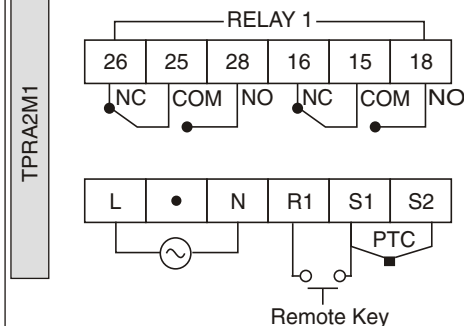 TPRA2M1
RELAY 1
26 25 28 16 15 18
NC COM NO NC COM NO
L N R1 S1 S2
PTC
Remote Key